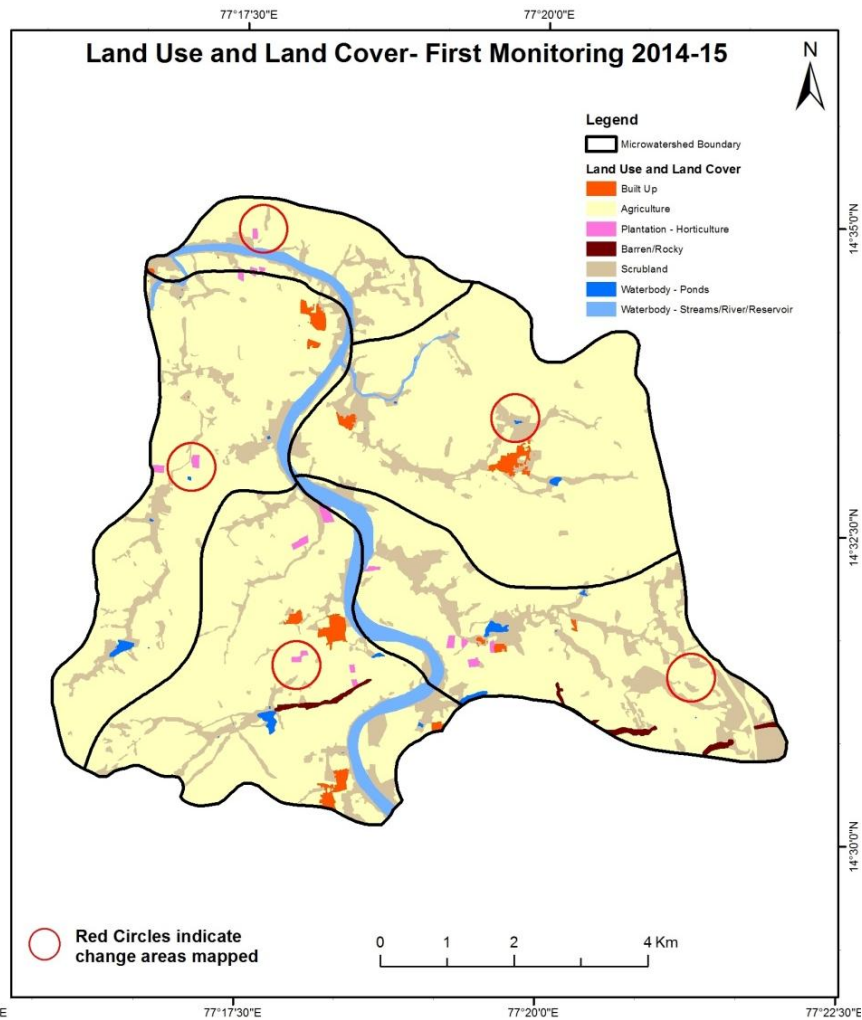 77°17'30"E
77°20'0"E
Land Use and Land Cover- First Monitoring 2014-15
N
Legend
Microwatershed Boundary
Land Use and Land Cover
Built Up
Agriculture
Plantation - Horticulture
Barren/Rocky
Scrubland
Waterbody - Ponds
Waterbody - Streams/River/Reservoir
14°35'0"N
14°32'30"N
14°30'0"N
Red Circles indicate
change areas mapped
0 1 2 4 Km
E
77°17'30"E
77°20'0"E
77°22'30"E